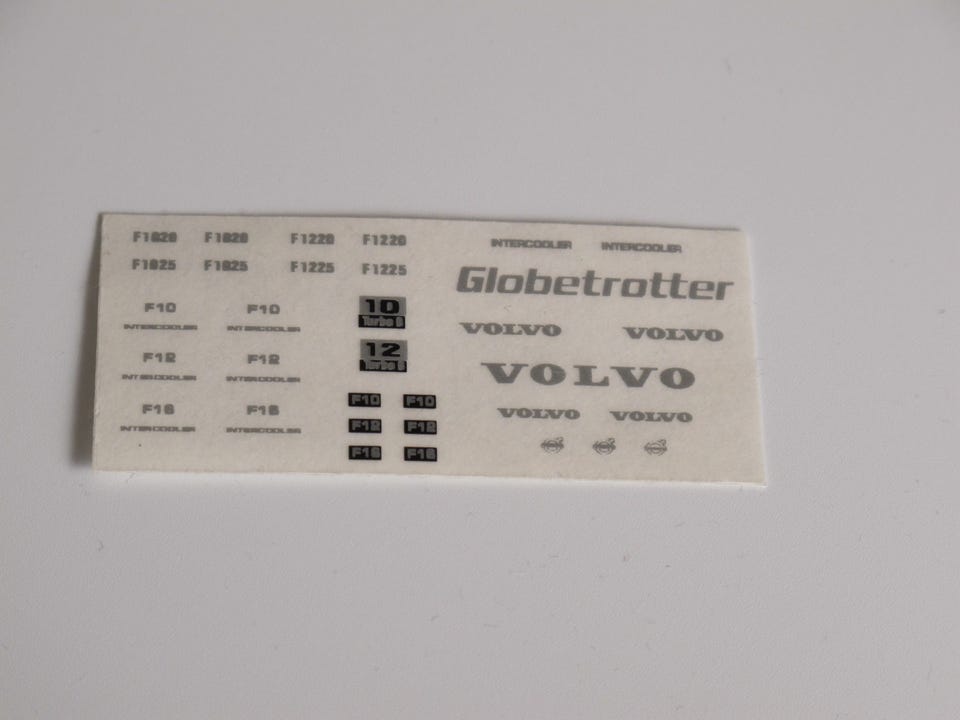 F1020 F1020 F1220 F1220
F1025 F1025 F1225 F1225
F10 F10
INTERCOOLER INTERCOOLER
F12 F12
INTERCOOLER INTERCOOLER
F16 F16
INTERCOOLER INTERCOOLER
10
Turbo 6
12
Turbo 6
F10 F10
F12 F12
F16 F16
INTERCOOLER INTERCOOLER
Globetrotter
VOLVO VOLVO
VOLVO
VOLVO VOLVO